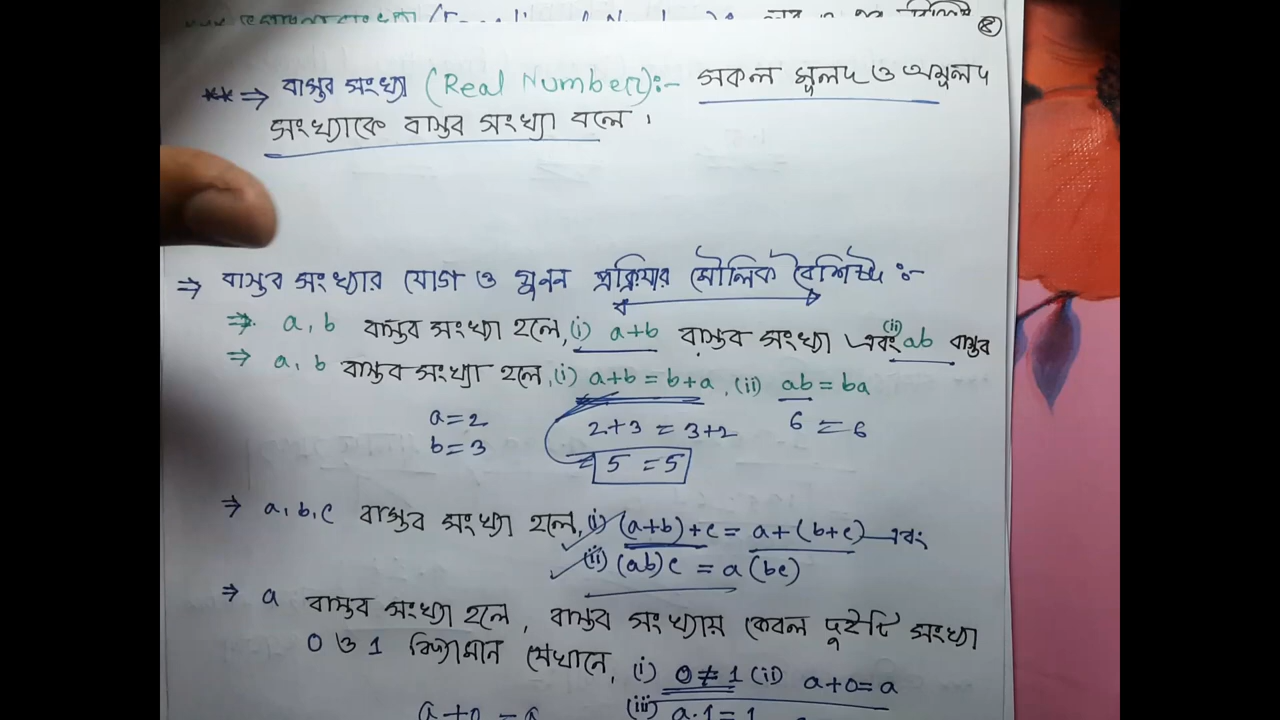 8
** ⇒ বাস্তব সংখ্যা (Real Number):- সকল মূলদ ও অমূলদ
সংখ্যাকে বাস্তব সংখ্যা বলে।
⇒ বাস্তব সংখ্যার যোগ ও গুনন প্রক্রিয়ার মৌলিক বৈশিষ্ট্য :-
⇒ a, b বাস্তব সংখ্যা হলে, (i) a+b বাস্তব সংখ্যা এবং (ii) ab বাস্তব
⇒ a, b বাস্তব সংখ্যা হলে, (i) a+b = b+a, (ii) ab = ba
a=2 2+3 = 3+2 6 = 6
b=3 5 = 5
⇒ a, b, c বাস্তব সংখ্যা হলে, (i) (a+b)+c = a+(b+c) এবং
(ii) (ab)c = a(bc)
⇒ a বাস্তব সংখ্যা হলে, বাস্তব সংখ্যায় কেবল দুইটি সংখ্যা
0 ও 1 বিদ্যমান যেখানে, (i) 0 ≠ 1 (ii) a+0=a
(iii) a.1 = 1